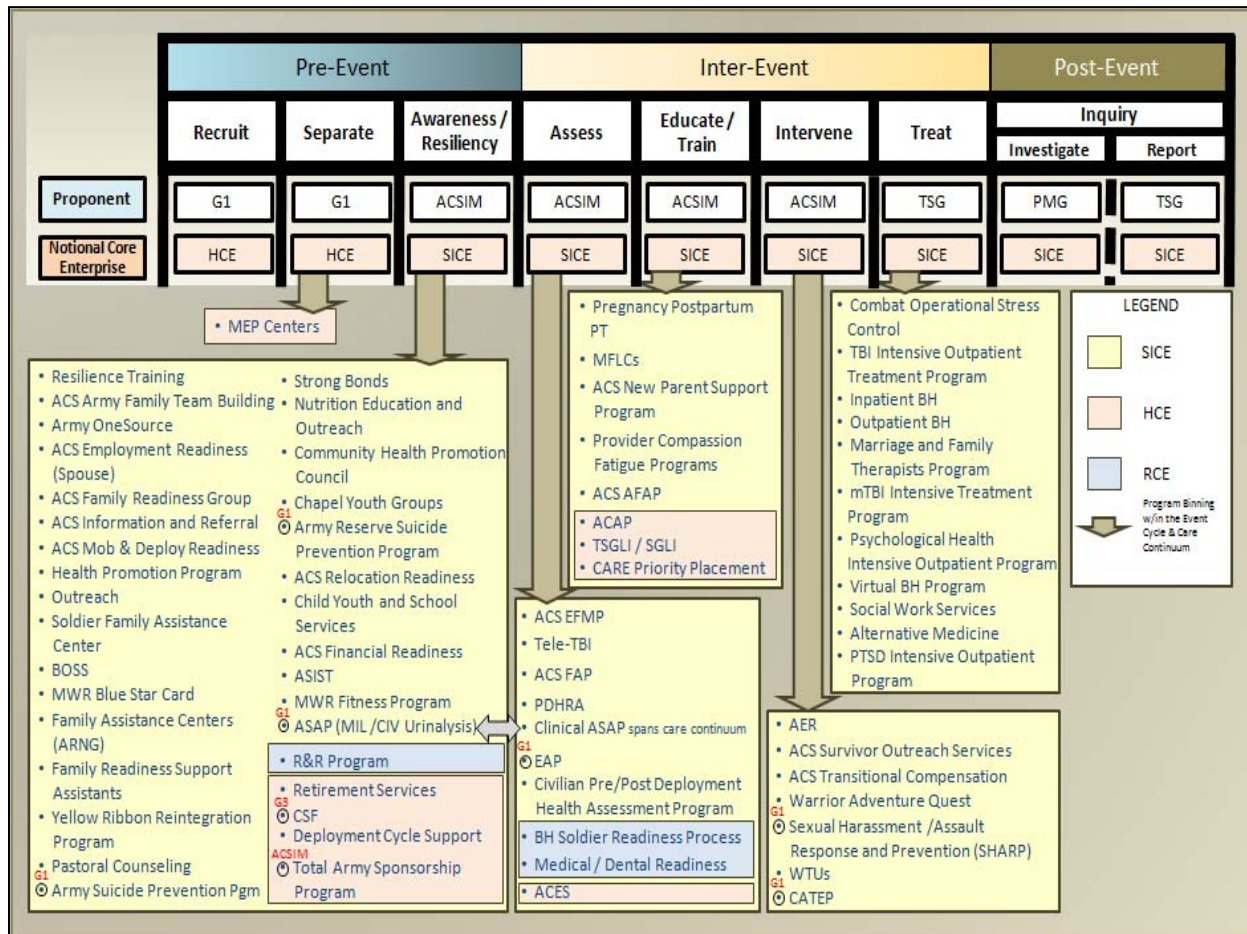 Pre-Event
Inter-Event
Post-Event
Recruit
Separate
Awareness /
Resiliency
Assess
Educate /
Train
Intervene
Treat
Inquiry
Investigate
Report
Proponent
G1
G1
ACSIM
ACSIM
ACSIM
ACSIM
TSG
PMG
TSG
Notional Core
Enterprise
HCE
HCE
SICE
SICE
SICE
SICE
SICE
SICE
SICE
• MEP Centers
• Resilience Training
• ACS Army Family Team Building
• Army OneSource
• ACS Employment Readiness
(Spouse)
• ACS Family Readiness Group
• ACS Information and Referral
• ACS Mob & Deploy Readiness
• Health Promotion Program
• Outreach
• Soldier Family Assistance
Center
• BOSS
• MWR Blue Star Card
• Family Assistance Centers
(ARNG)
• Family Readiness Support
Assistants
• Yellow Ribbon Reintegration
Program
• Pastoral Counseling
G1
Army Suicide Prevention Pgm
• Strong Bonds
• Nutrition Education and
Outreach
• Community Health Promotion
Council
• Chapel Youth Groups
G1
Army Reserve Suicide
Prevention Program
• ACS Relocation Readiness
• Child Youth and School
Services
• ACS Financial Readiness
• ASIST
• MWR Fitness Program
G1
ASAP (MIL /CIV Urinalysis)
• R&R Program
• Retirement Services
G3
CSF
• Deployment Cycle Support
ACSIM
Total Army Sponsorship
Program
• Pregnancy Postpartum
PT
• MFLCs
• ACS New Parent Support
Program
• Provider Compassion
Fatigue Programs
• ACS AFAP
• ACAP
• TSGLI / SGLI
• CARE Priority Placement
• ACS EFMP
• Tele-TBI
• ACS FAP
• PDHRA
• Clinical ASAP spans care continuum
G1
EAP
• Civilian Pre/Post Deployment
Health Assessment Program
• BH Soldier Readiness Process
• Medical / Dental Readiness
• ACES
• AER
• ACS Survivor Outreach Services
• ACS Transitional Compensation
• Warrior Adventure Quest
G1
Sexual Harassment /Assault
Response and Prevention (SHARP)
• WTUs
G1
CATEP
• Combat Operational Stress
Control
• TBI Intensive Outpatient
Treatment Program
• Inpatient BH
• Outpatient BH
• Marriage and Family
Therapists Program
• mTBI Intensive Treatment
Program
• Psychological Health
Intensive Outpatient Program
• Virtual BH Program
• Social Work Services
• Alternative Medicine
• PTSD Intensive Outpatient
Program
LEGEND
SICE
HCE
RCE
Program Binning
w/in the Event
Cycle & Care
Continuum